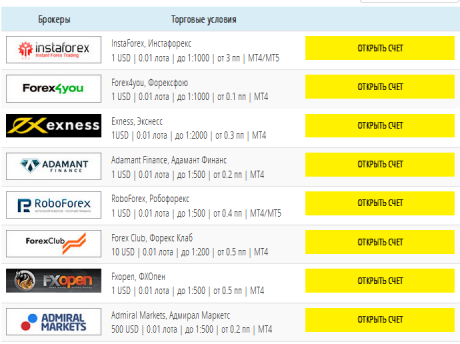 Брокеры Торговые условия
instaforex
Instant Forex Trading
InstaForex, Инстафорекс
1 USD | 0.01 лота | до 1:1000 | от 3 пп | MT4/MT5
ОТКРЫТЬ СЧЕТ
Forex4you
Forex4you, Форексфою
1 USD | 0.01 лота | до 1:1000 | от 0.1 пп | MT4
ОТКРЫТЬ СЧЕТ
exness
Exness, Экснесс
1USD | 0.01 лота | до 1:2000 | от 0.3 пп | MT4
ОТКРЫТЬ СЧЕТ
ADAMANT
FINANCE
Adamant Finance, Адамант Финанс
1 USD | 0.01 лота | до 1:500 | от 0.2 пп | MT4
ОТКРЫТЬ СЧЕТ
RoboForex
RoboForex, Робофорекс
1 USD | 0.01 лота | до 1:500 | от 0.4 пп | MT4/MT5
ОТКРЫТЬ СЧЕТ
ForexClub
Forex Club, Форекс Клаб
10 USD | 0.01 лота | до 1:200 | от 0.5 пп | MT4
ОТКРЫТЬ СЧЕТ
FXopen
Fxopen, ФХОпен
1 USD | 0.01 лота | до 1:500 | от 0.5 пп | MT4
ОТКРЫТЬ СЧЕТ
ADMIRAL
MARKETS
Admiral Markets, Адмирал Маркетс
500 USD | 0.01 лота | до 1:500 | от 0.2 пп | MT4
ОТКРЫТЬ СЧЕТ